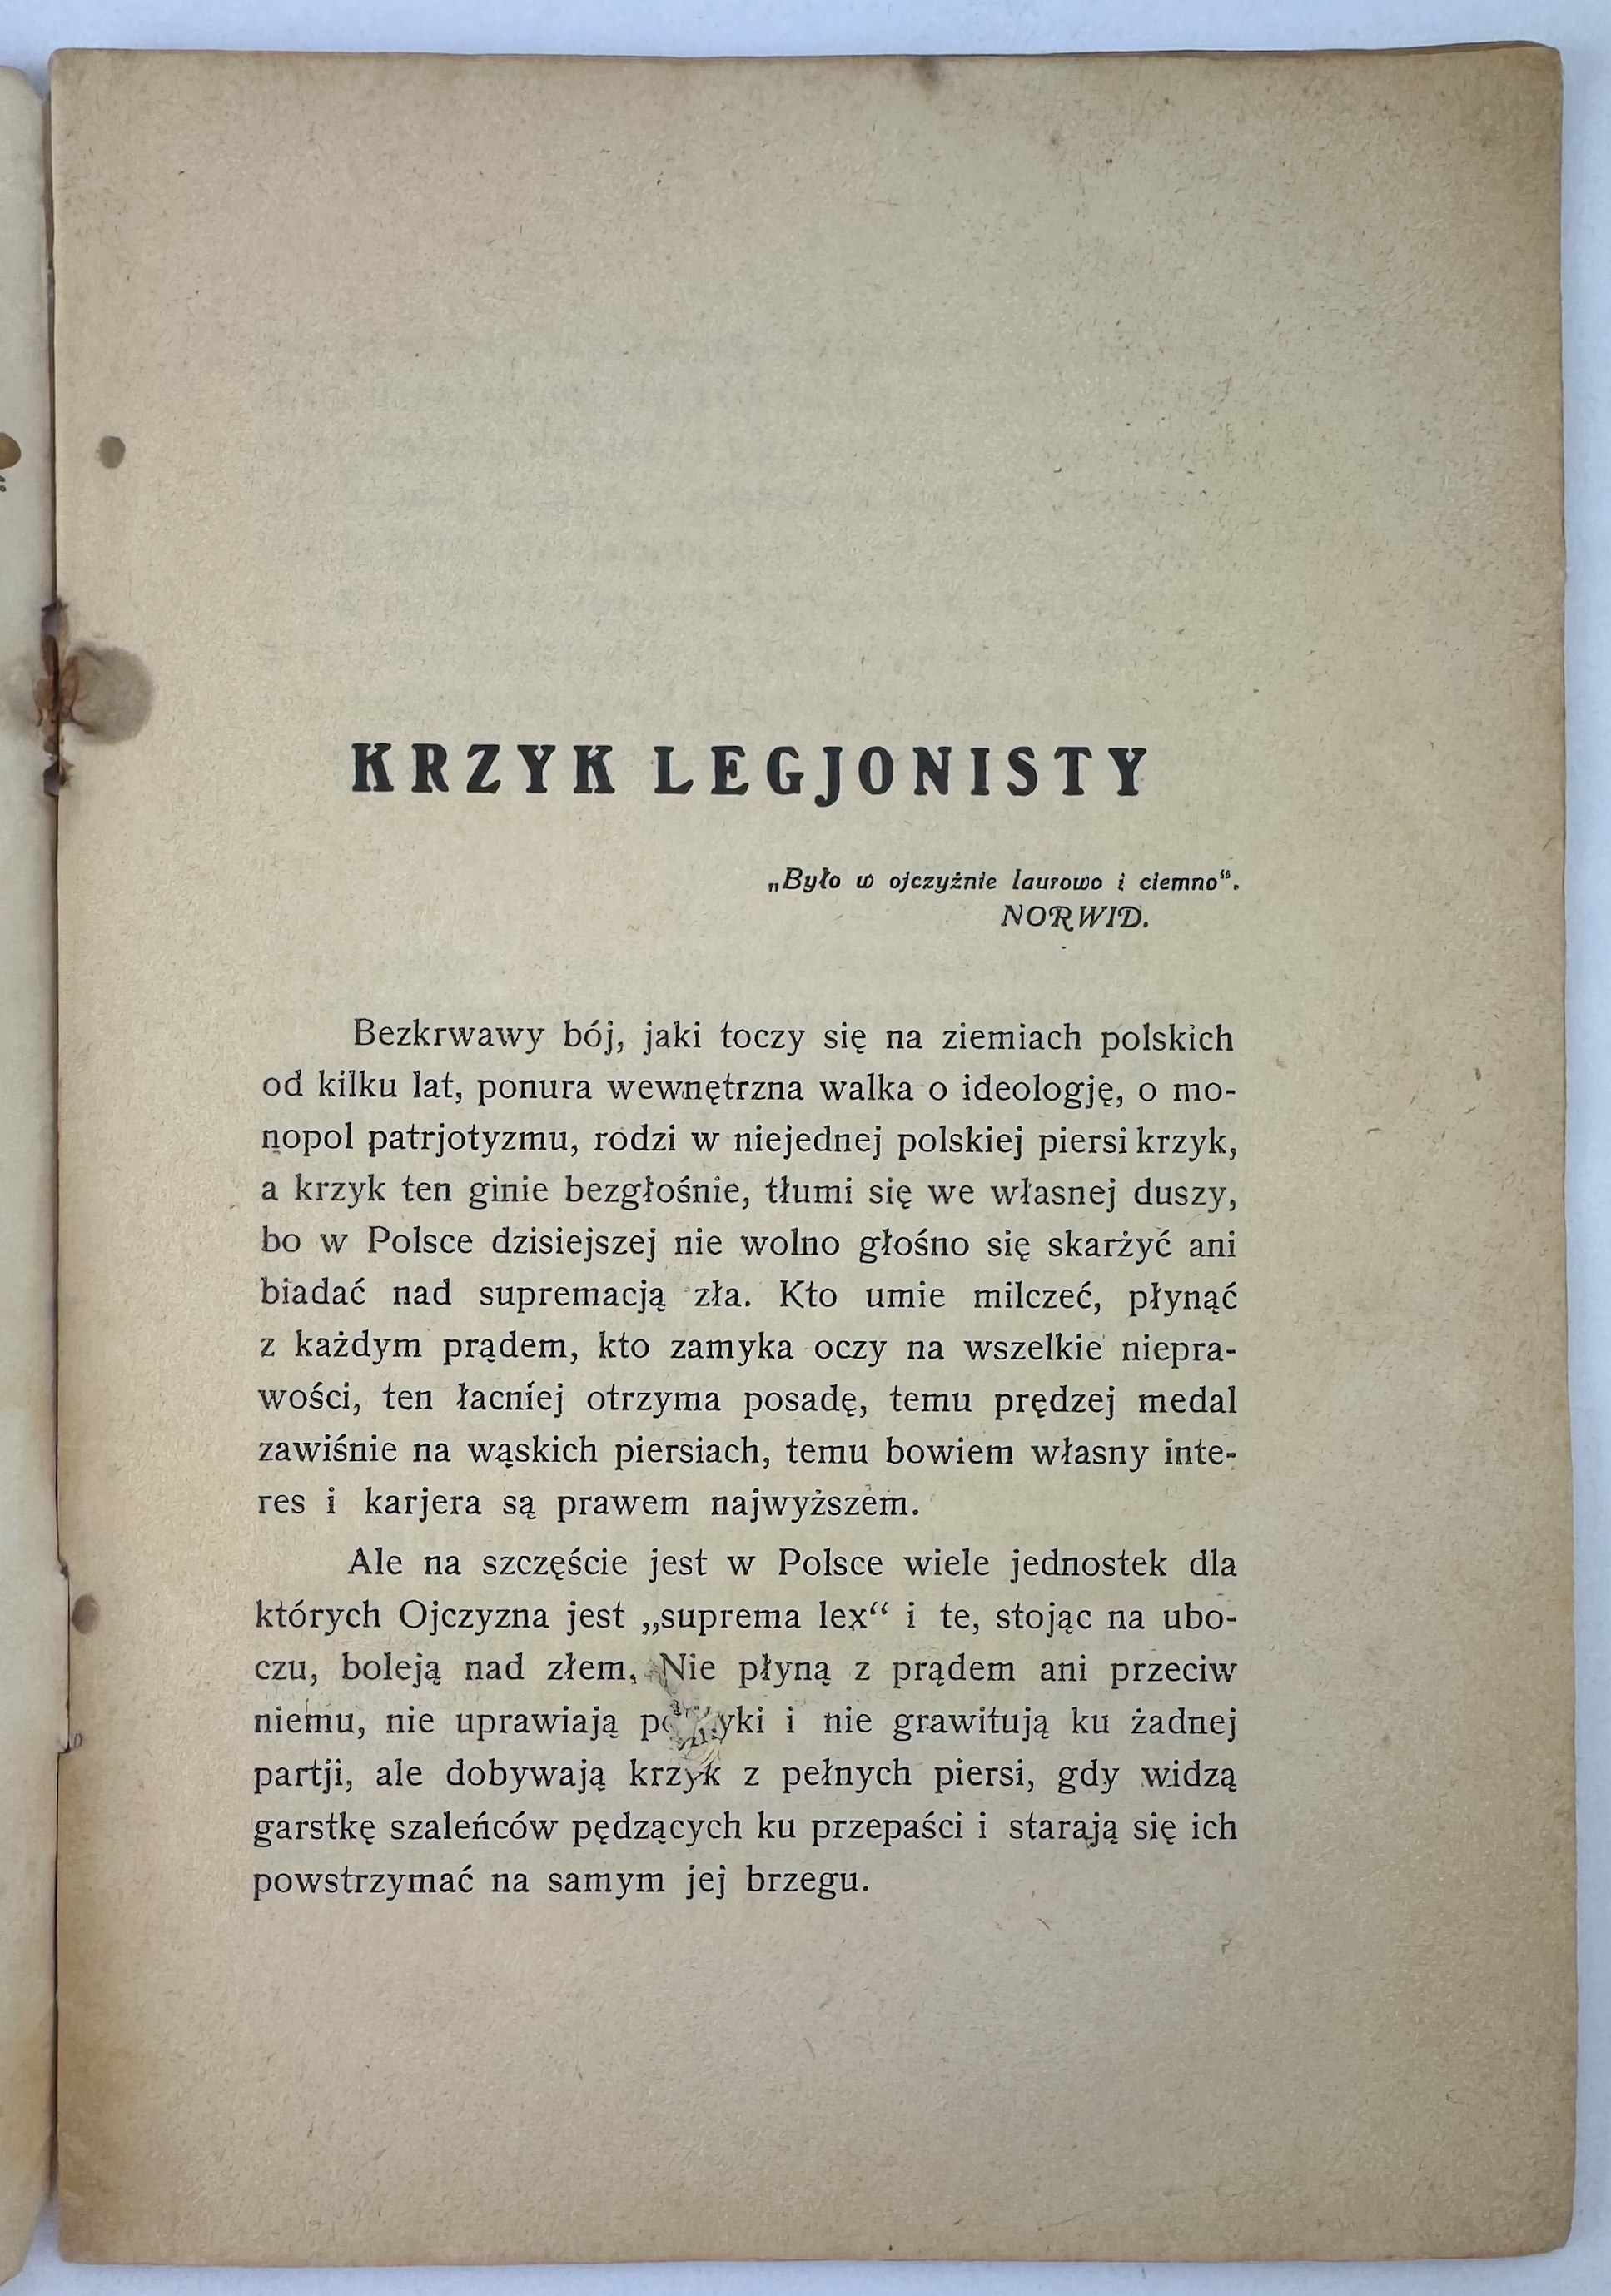 KRZYK LEGJONISTY
„Było w ojczyźnie laurowo i ciemno“.
NORWID.
Bezkrwawy bój, jaki toczy się na ziemiach polskich
od kilku lat, ponura wewnętrzna walka o ideologję, o mo-
nopol patrjotyzmu, rodzi w niejednej polskiej piersi krzyk,
a krzyk ten ginie bezgłośnie, tłumi się we własnej duszy,
bo w Polsce dzisiejszej nie wolno głośno się skarżyć ani
biadać nad supremacją zła. Kto umie milczeć, płynąć
z każdym prądem, kto zamyka oczy na wszelkie niepra-
wości, ten łacniej otrzyma posadę, temu prędzej medal
zawiśnie na wąskich piersiach, temu bowiem własny inte-
res i karjera są prawem najwyższem.
Ale na szczęście jest w Polsce wiele jednostek dla
których Ojczyzna jest „suprema lex“ i te, stojąc na ubo-
czu, boleją nad złem. Nie płyną z prądem ani przeciw
niemu, nie uprawiają i nie grawitują ku żadnej
partji, ale dobywają krzyk z pełnych piersi, gdy widzą
garstkę szaleńców pędzących ku przepaści i starają się ich
powstrzymać na samym jej brzegu.